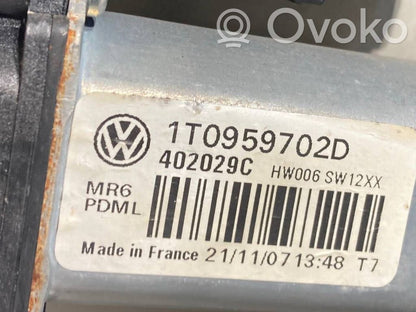 Ovoko
1T0959702D
402029C HW006 SW12XX
MR6
PDML
Made in France 21/11/07 13:48 T7